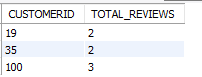 CUSTOMERID TOTAL_REVIEWS
19 2
35 2
100 3